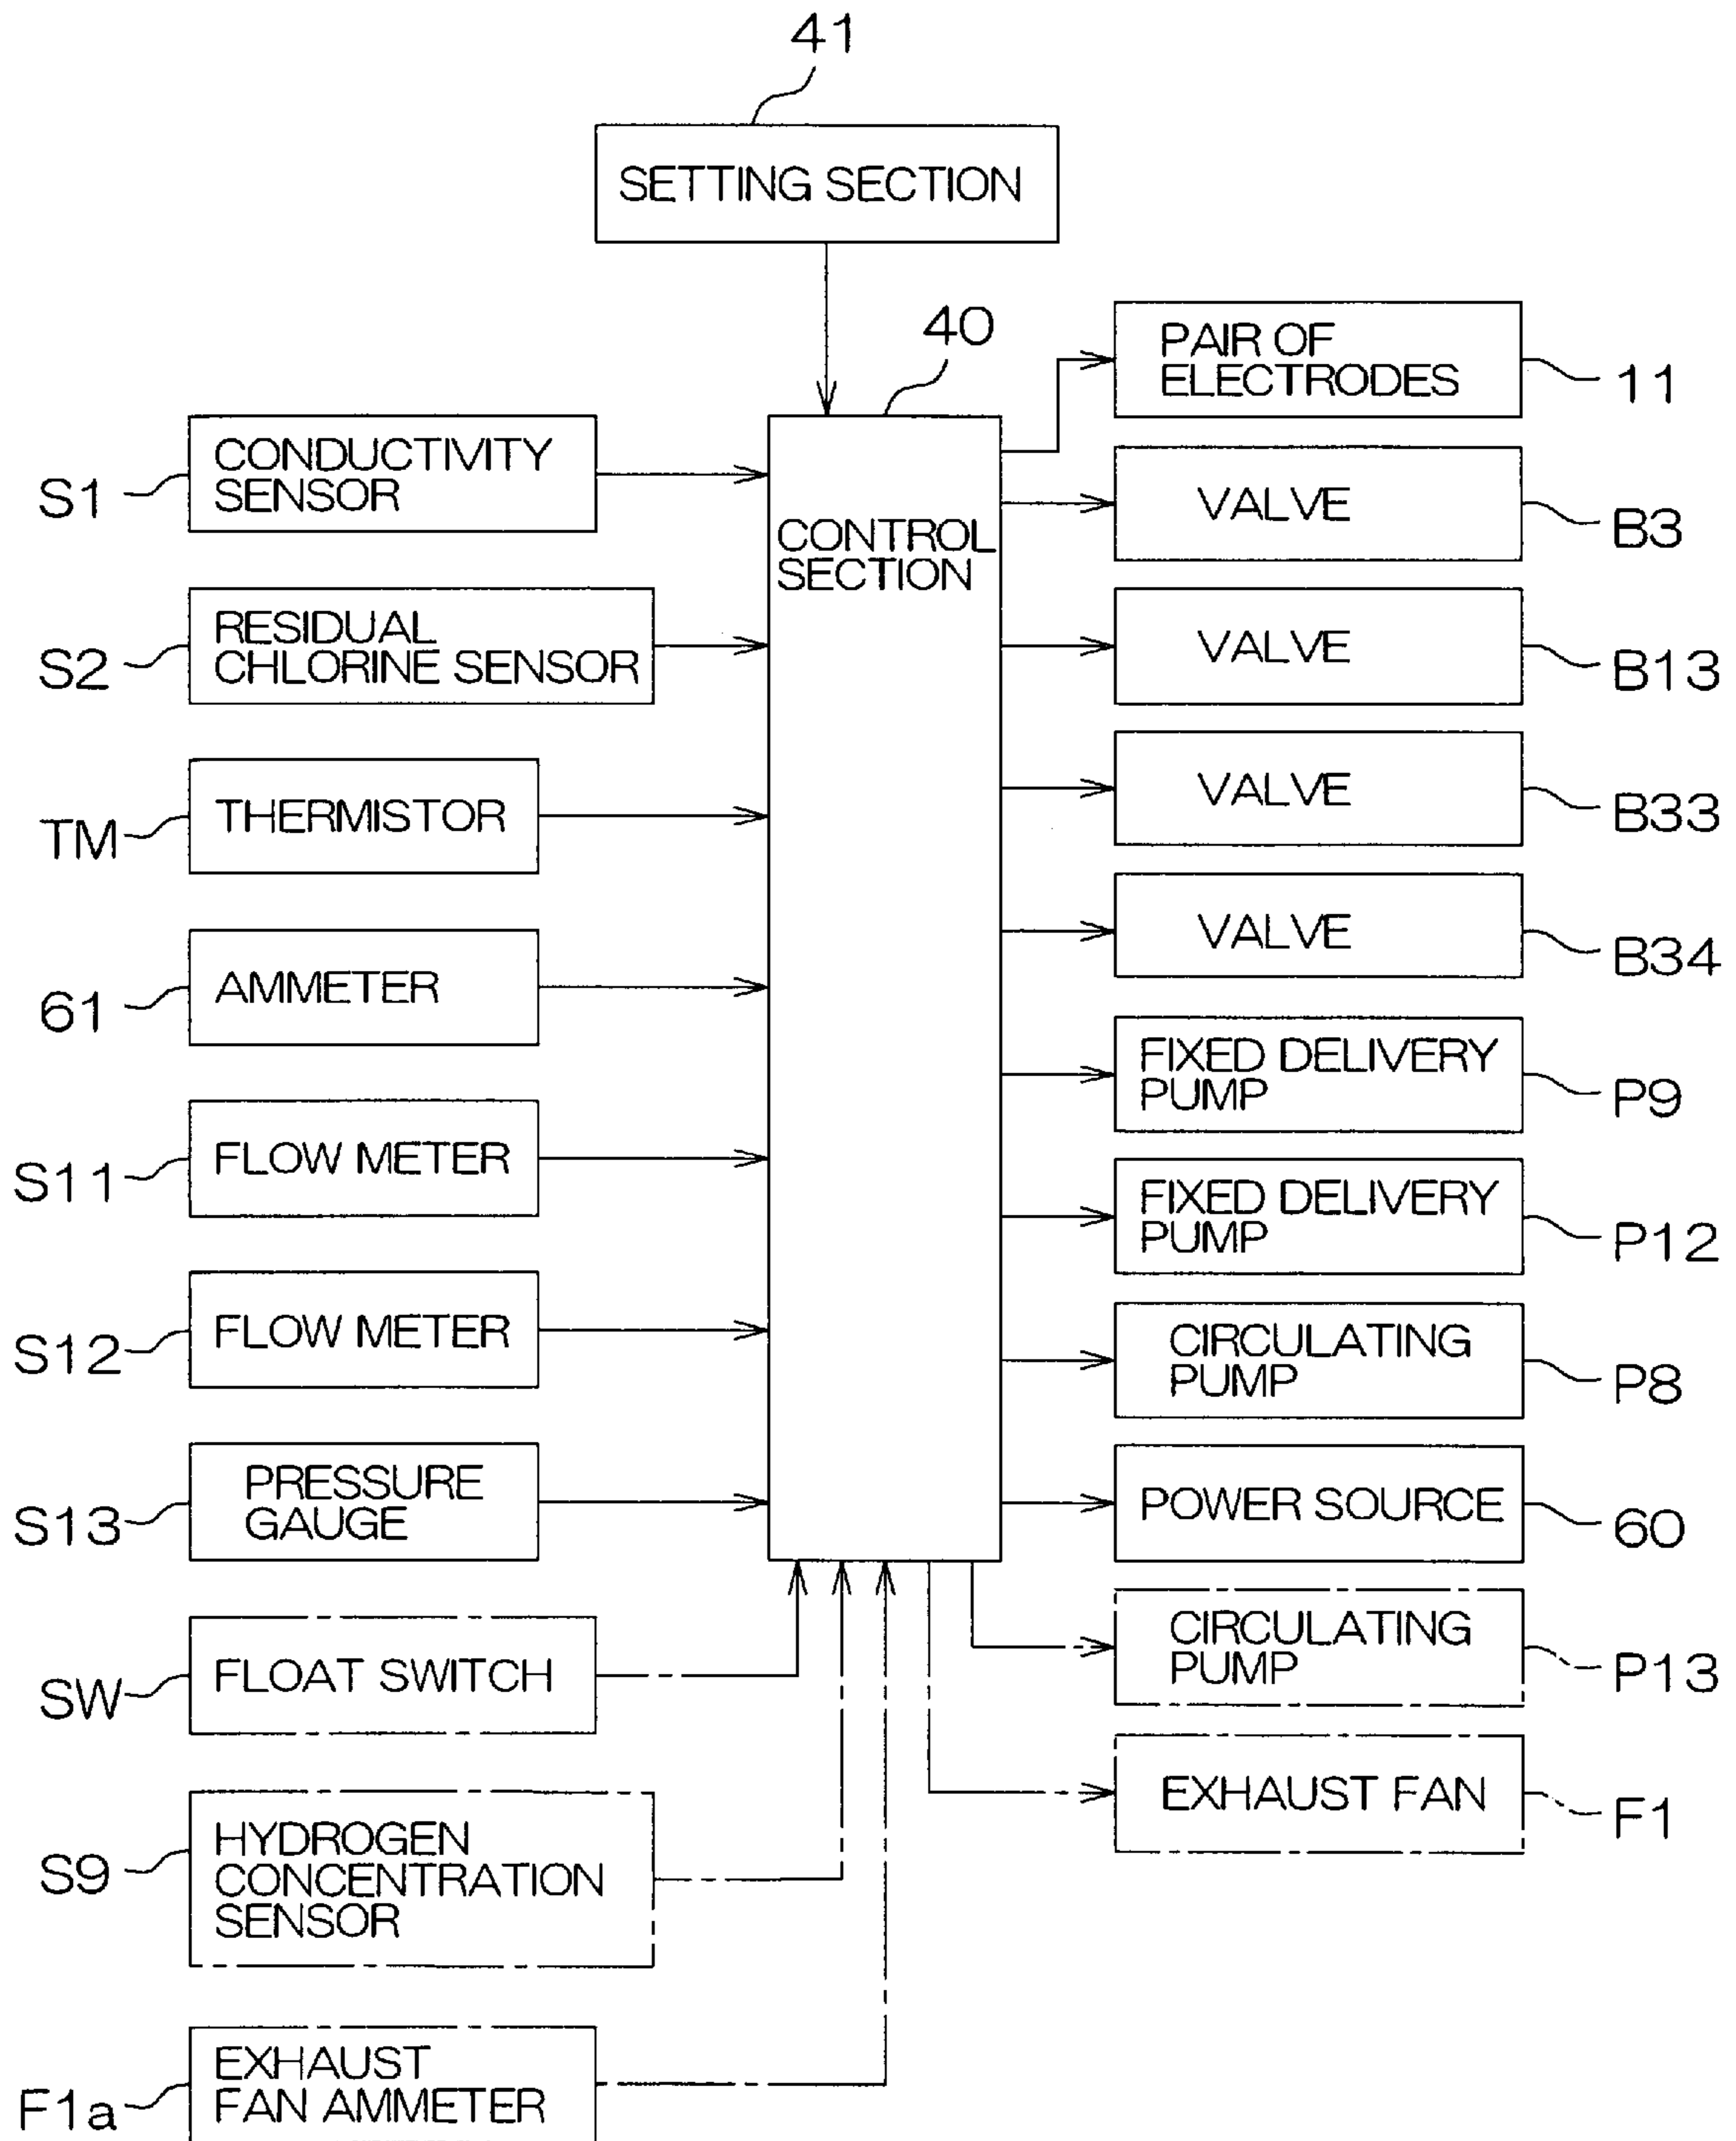 41
SETTING SECTION
40
CONTROL
SECTION
S1
CONDUCTIVITY
SENSOR
S2
RESIDUAL
CHLORINE SENSOR
TM
THERMISTOR
61
AMMETER
S11
FLOW METER
S12
FLOW METER
S13
PRESSURE
GAUGE
SW
FLOAT SWITCH
S9
HYDROGEN
CONCENTRATION
SENSOR
F1a
EXHAUST
FAN AMMETER
PAIR OF
ELECTRODES
11
VALVE
B3
VALVE
B13
VALVE
B33
VALVE
B34
FIXED DELIVERY
PUMP
P9
FIXED DELIVERY
PUMP
P12
CIRCULATING
PUMP
P8
POWER SOURCE
60
CIRCULATING
PUMP
P13
EXHAUST FAN
F1